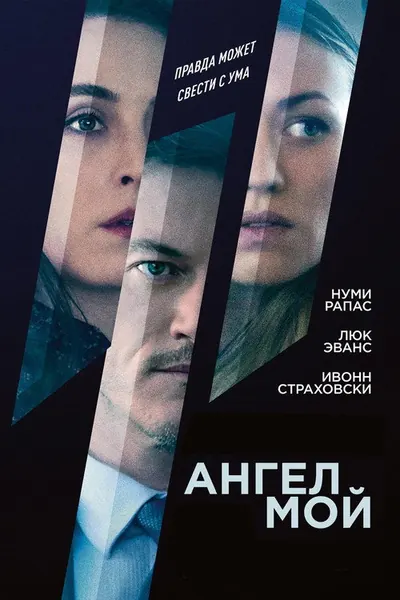 ПРАВДА МОЖЕТ
СВЕСТИ С УМА
НУМИ
РАПАС
ЛЮК
ЭВАНС
ИВОНН
СТРАХОВСКИ
АНГЕЛ
МОЙ